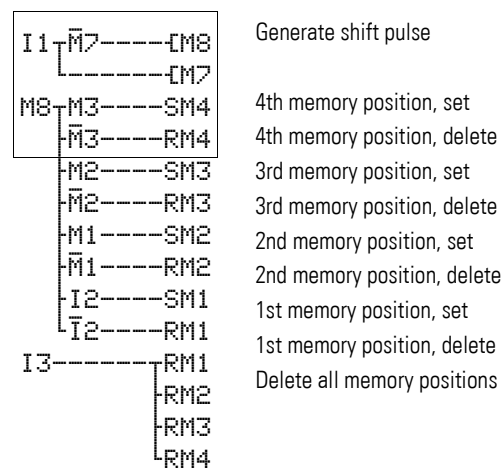 I1┬M̅7-----[M8 Generate shift pulse
└-------[M7
M8┬M3----SM4 4th memory position, set
├M̅3----RM4 4th memory position, delete
├M2----SM3 3rd memory position, set
├M̅2----RM3 3rd memory position, delete
├M1----SM2 2nd memory position, set
├M̅1----RM2 2nd memory position, delete
├I2----SM1 1st memory position, set
└I̅2----RM1 1st memory position, delete
I3-------┬RM1 Delete all memory positions
├RM2
├RM3
└RM4